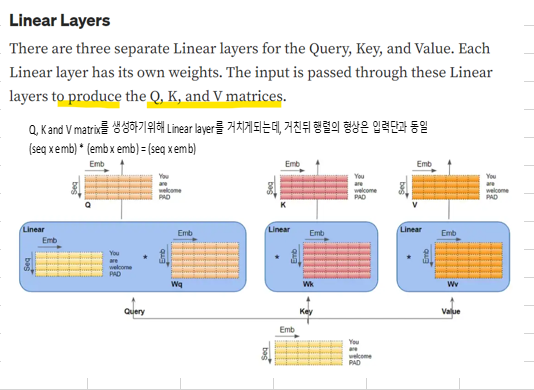 Linear Layers
There are three separate Linear layers for the Query, Key, and Value. Each
Linear layer has its own weights. The input is passed through these Linear
layers to produce the Q, K, and V matrices.
Q, K and V matrix를 생성하기위해 Linear layer를 거치게되는데, 거친뒤 행렬의 형상은 입력단과 동일
(seq x emb) * (emb x emb) = (seq x emb)
Emb
Seq
You
are
welcome
PAD
Q
Emb
Seq
You
are
welcome
PAD
K
Emb
Seq
You
are
welcome
PAD
V
Linear
Emb
Seq
You
are
welcome
PAD
*
Emb
Emb
Wq
Linear
*
Emb
Emb
Wk
Linear
*
Emb
Emb
Wv
Query
Key
Value
Emb
Seq
You
are
welcome
PAD